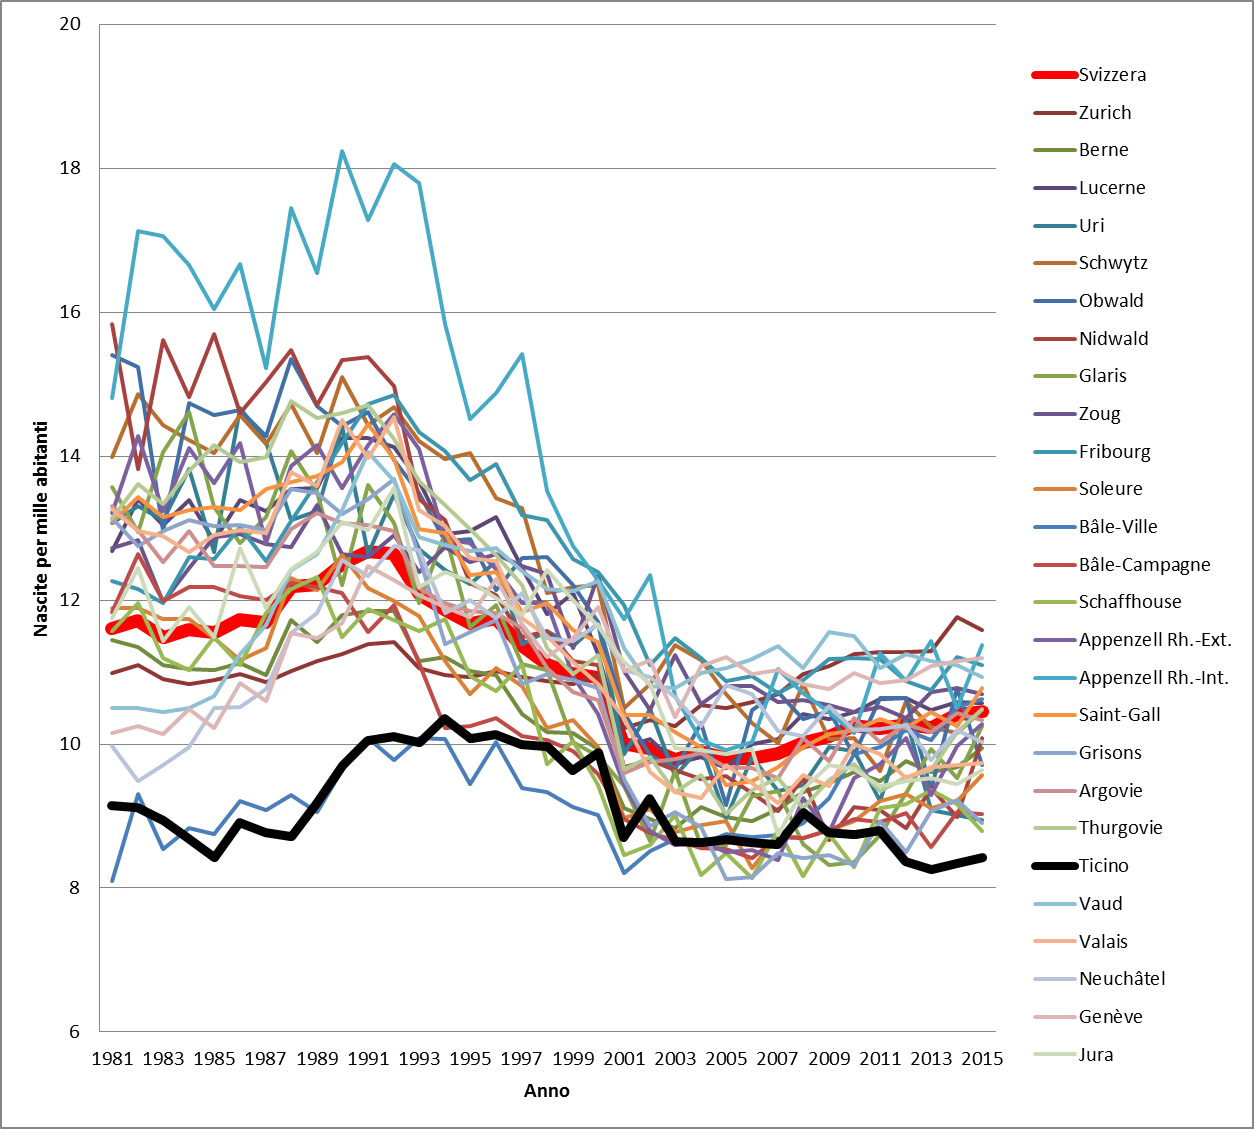 20
18
16
14
12
10
8
6
Nascite per mille abitanti
1981 1983 1985 1987 1989 1991 1993 1995 1997 1999 2001 2003 2005 2007 2009 2011 2013 2015
Anno
Svizzera
Zurich
Berne
Lucerne
Uri
Schwytz
Obwald
Nidwald
Glaris
Zoug
Fribourg
Soleure
Bâle-Ville
Bâle-Campagne
Schaffhouse
Appenzell Rh.-Ext.
Appenzell Rh.-Int.
Saint-Gall
Grisons
Argovie
Thurgovie
Ticino
Vaud
Valais
Neuchâtel
Genève
Jura